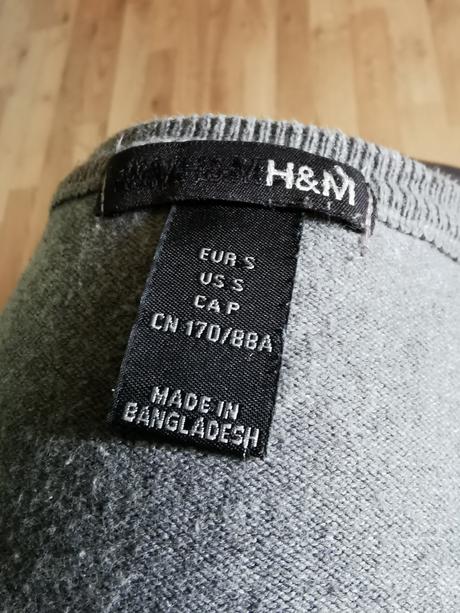 H&M
EUR S
US S
CA P
CN 170/88A
MADE IN
BANGLADESH